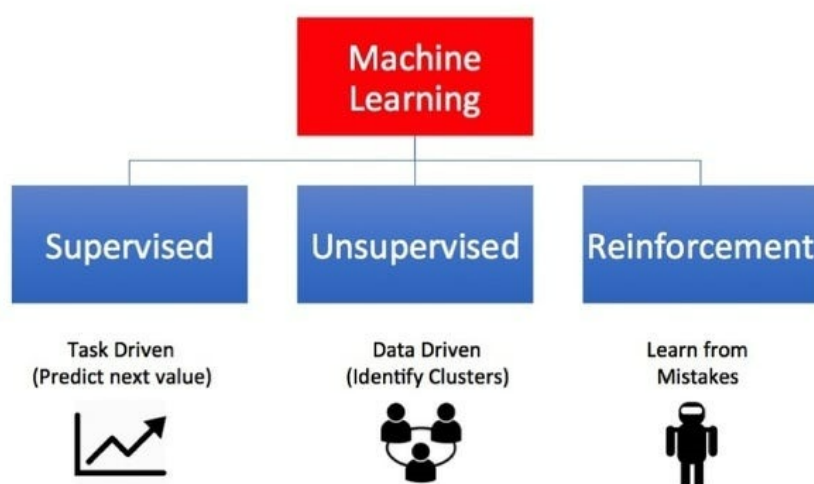 Machine
Learning
Supervised
Unsupervised
Reinforcement
Task Driven
(Predict next value)
Data Driven
(Identify Clusters)
Learn from
Mistakes